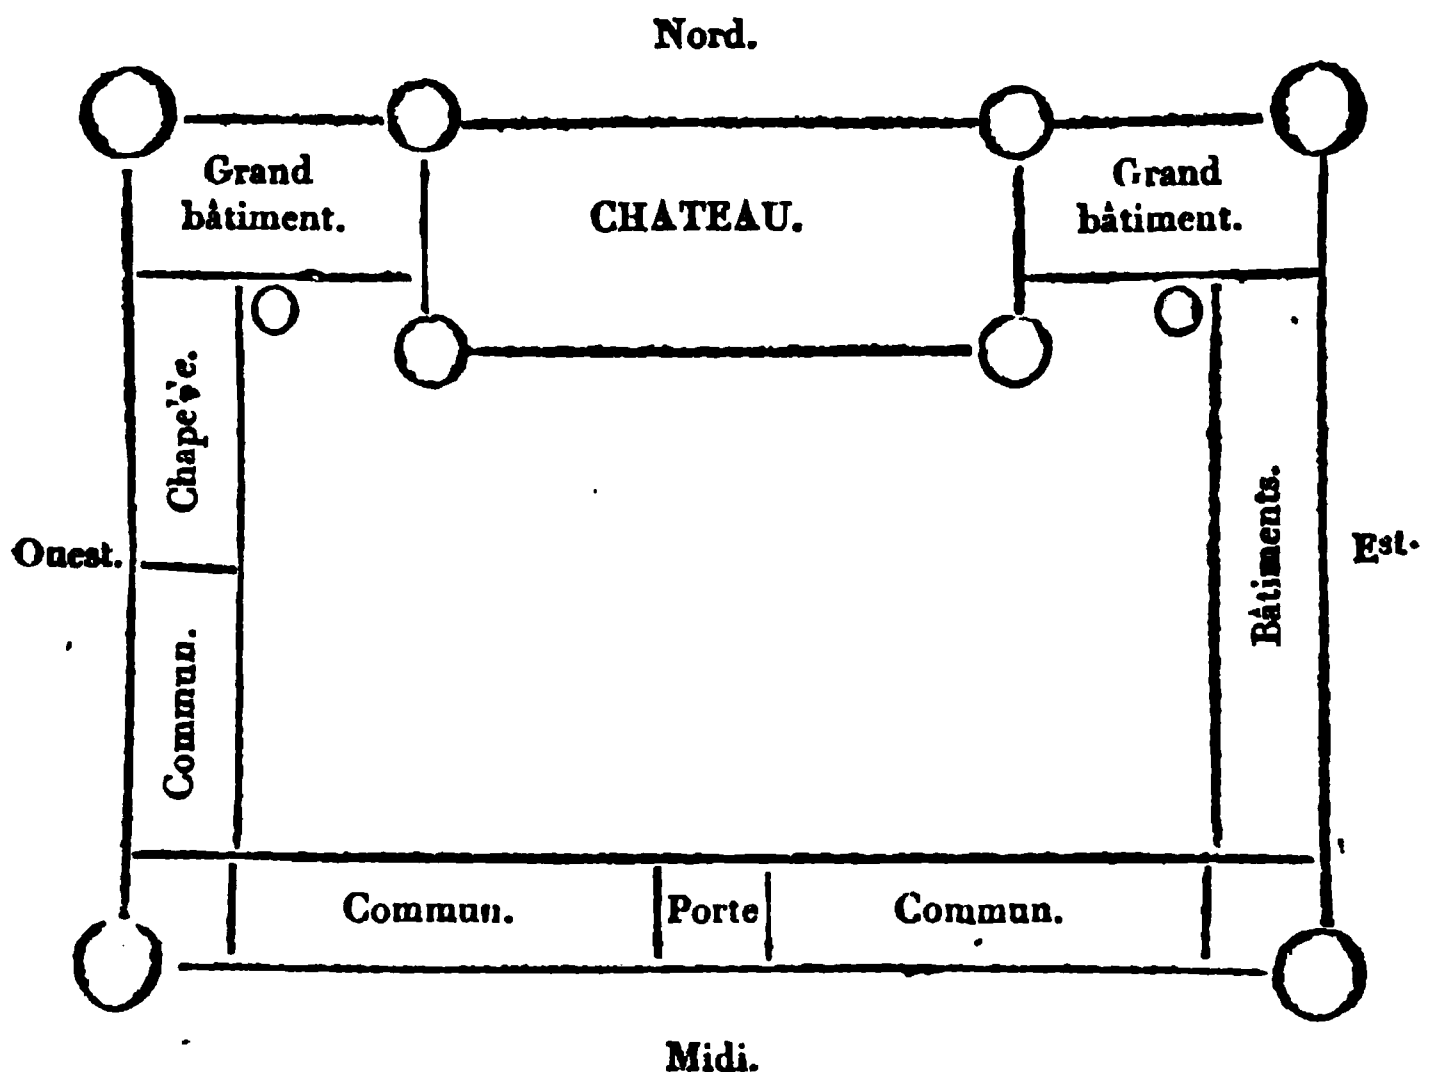 Nord.
Grand
bâtiment.
CHATEAU.
Grand
bâtiment.
Chapelle.
Ouest.
Est.
Bâtiments.
Commun.
Commun.
Porte
Commun.
Midi.